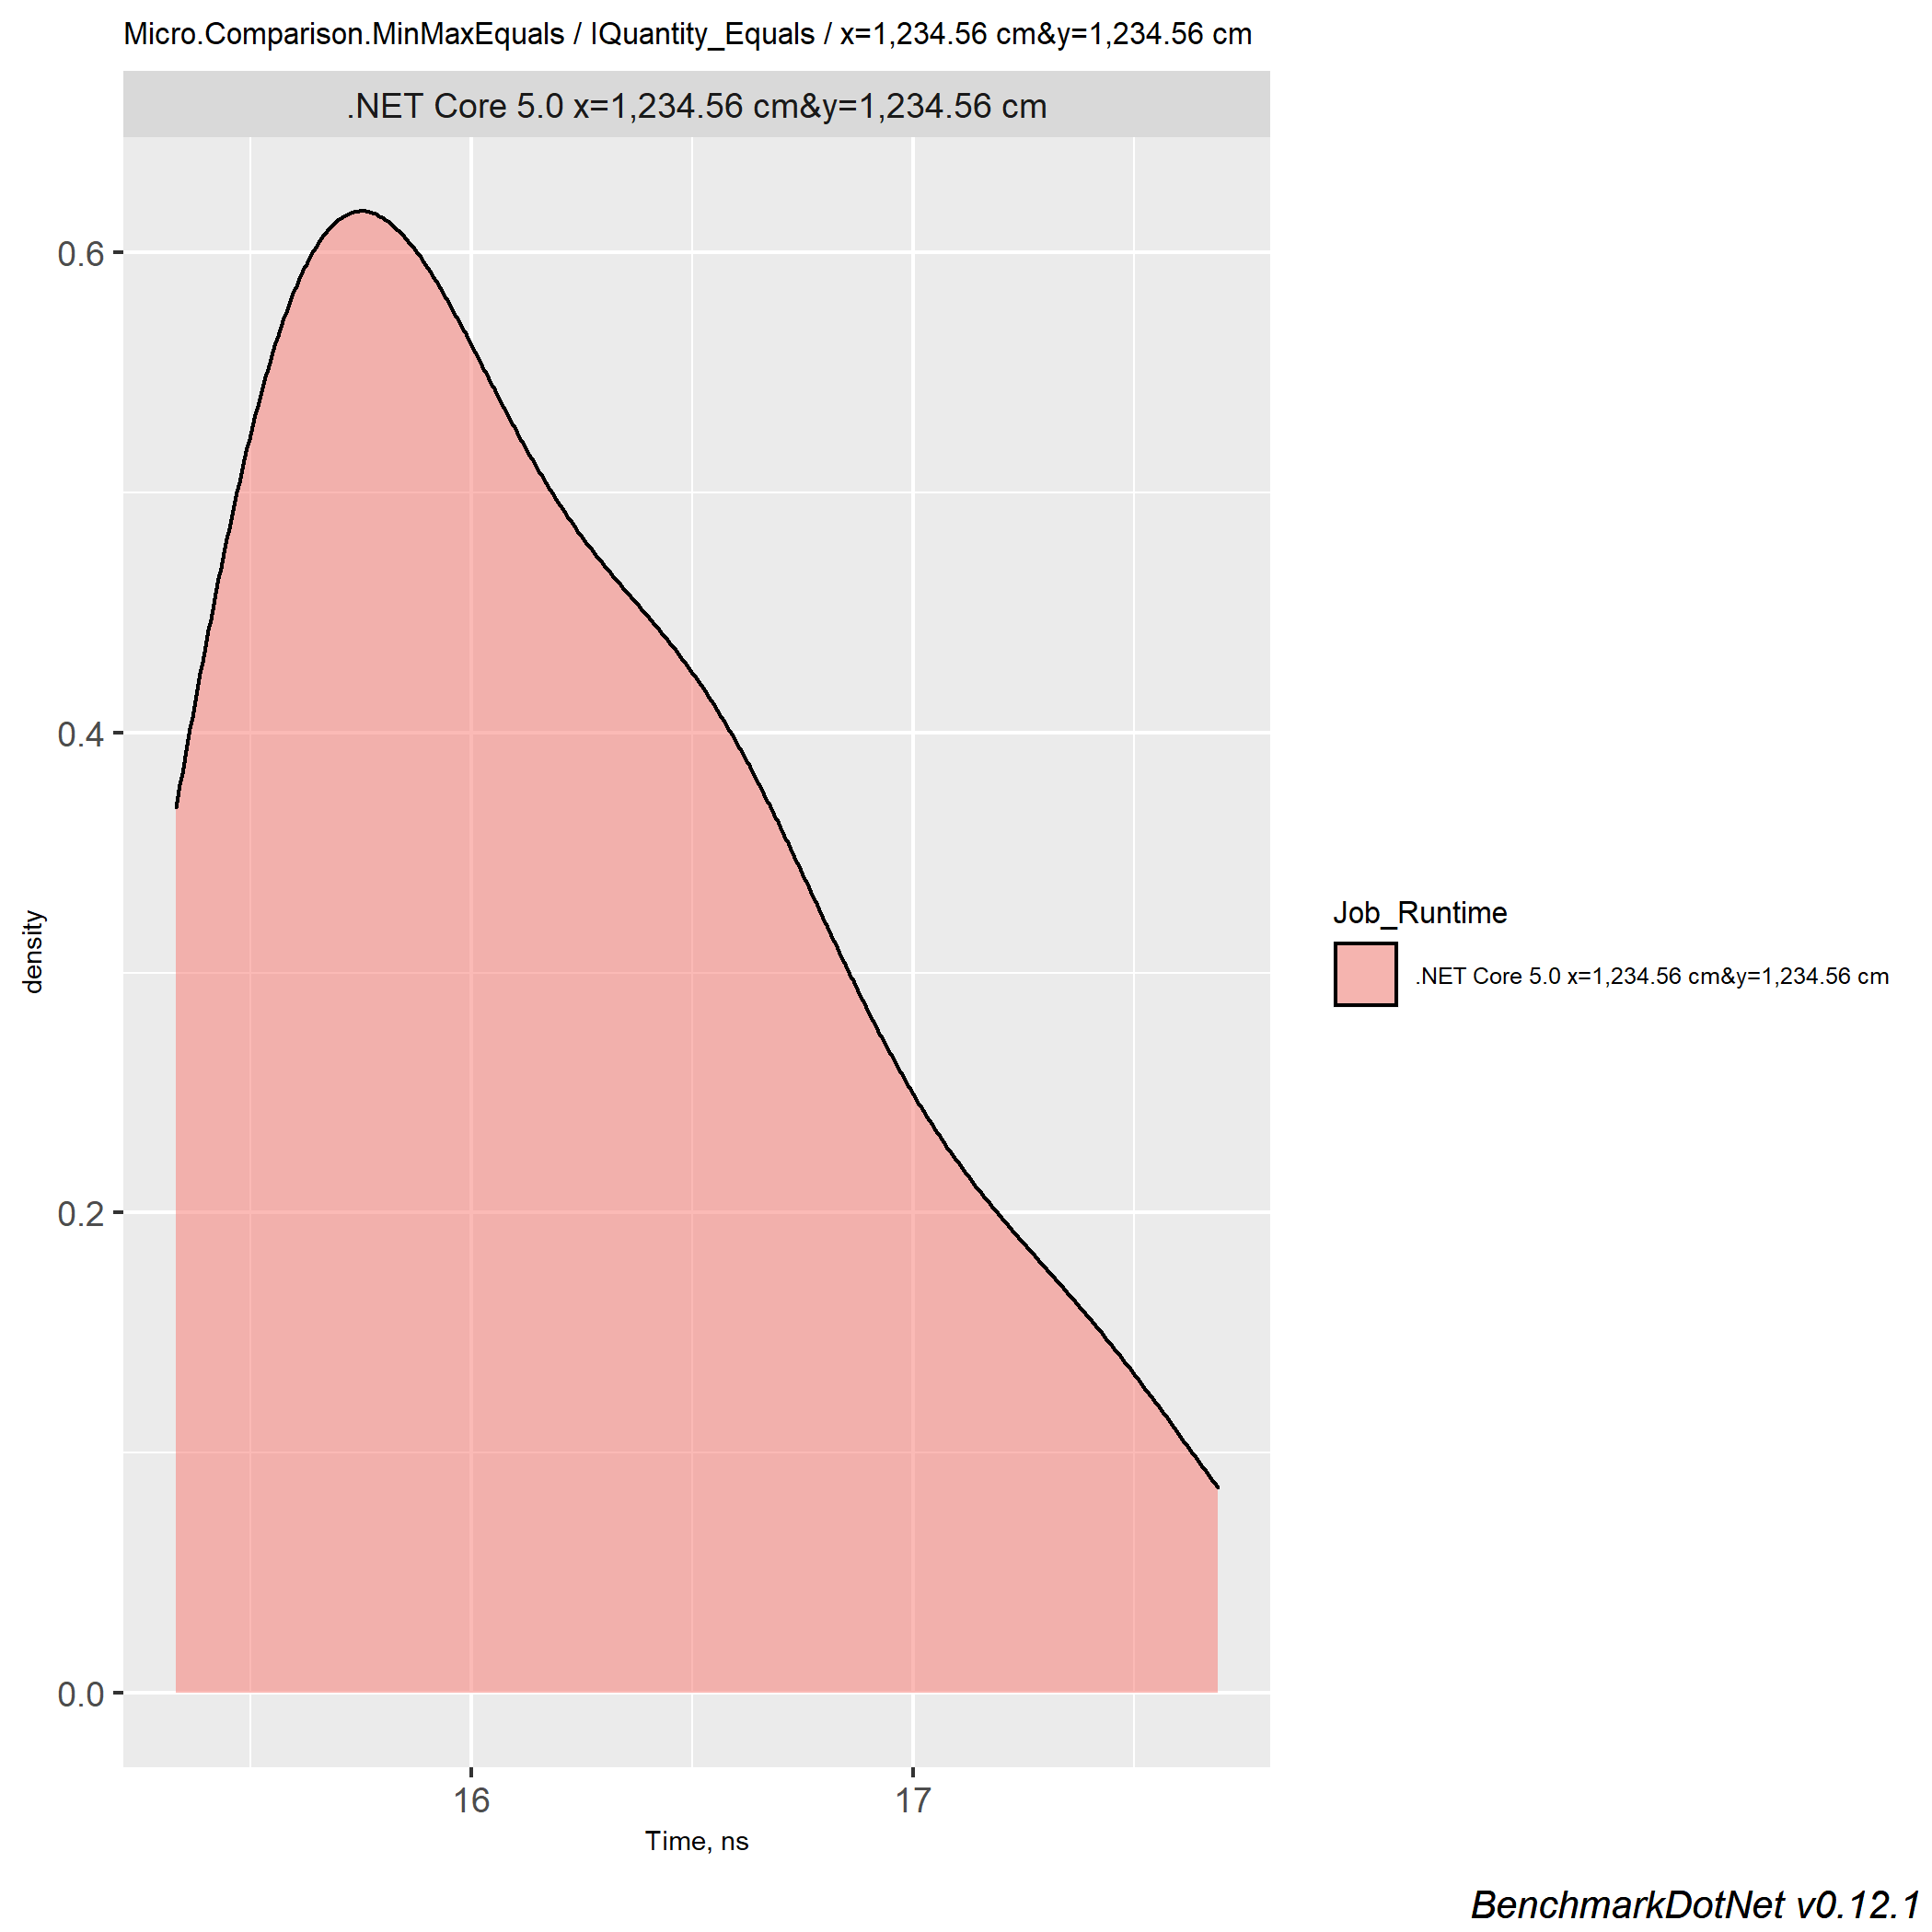 Micro.Comparison.MinMaxEquals / IQuantity_Equals / x=1,234.56 cm&y=1,234.56 cm
.NET Core 5.0 x=1,234.56 cm&y=1,234.56 cm
0.6
0.4
0.2
0.0
density
16
17
Time, ns
Job_Runtime
.NET Core 5.0 x=1,234.56 cm&y=1,234.56 cm
BenchmarkDotNet v0.12.1